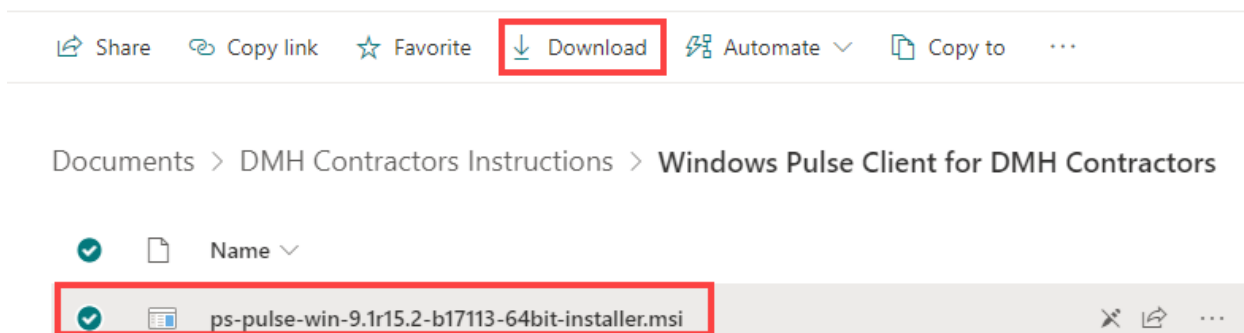 Share Copy link Favorite Download Automate Copy to ...
Documents > DMH Contractors Instructions > Windows Pulse Client for DMH Contractors
Name
ps-pulse-win-9.1r15.2-b17113-64bit-installer.msi ...